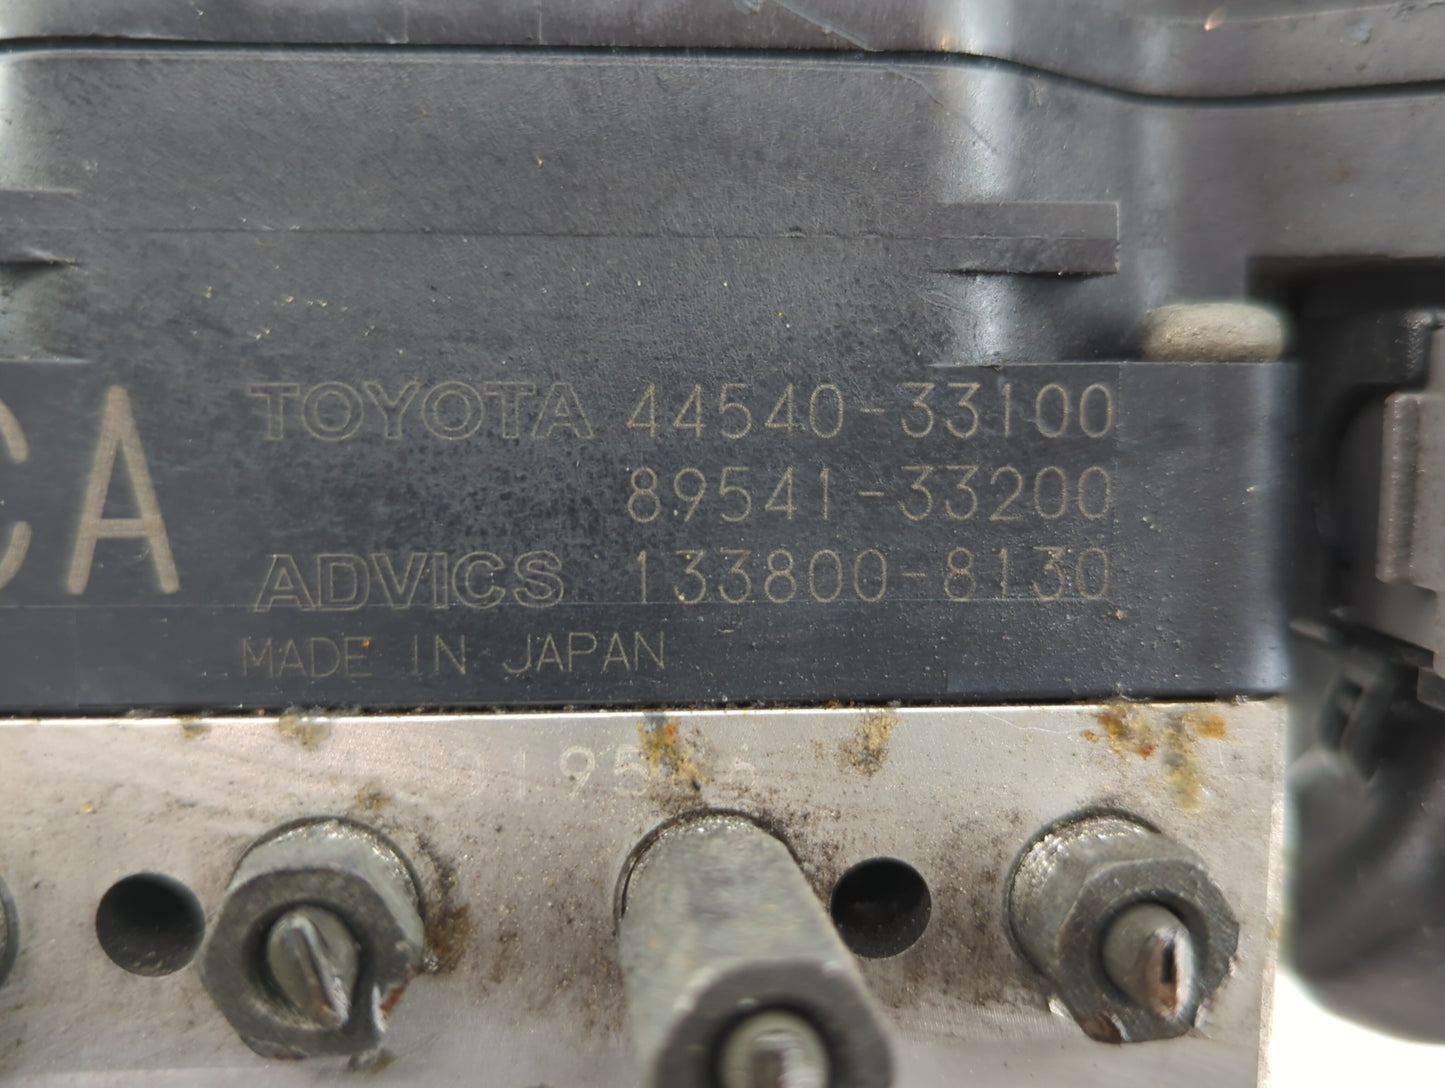 CA
TOYOTA 44540-33100
89541-33200
ADVICS 133800-8130
MADE IN JAPAN